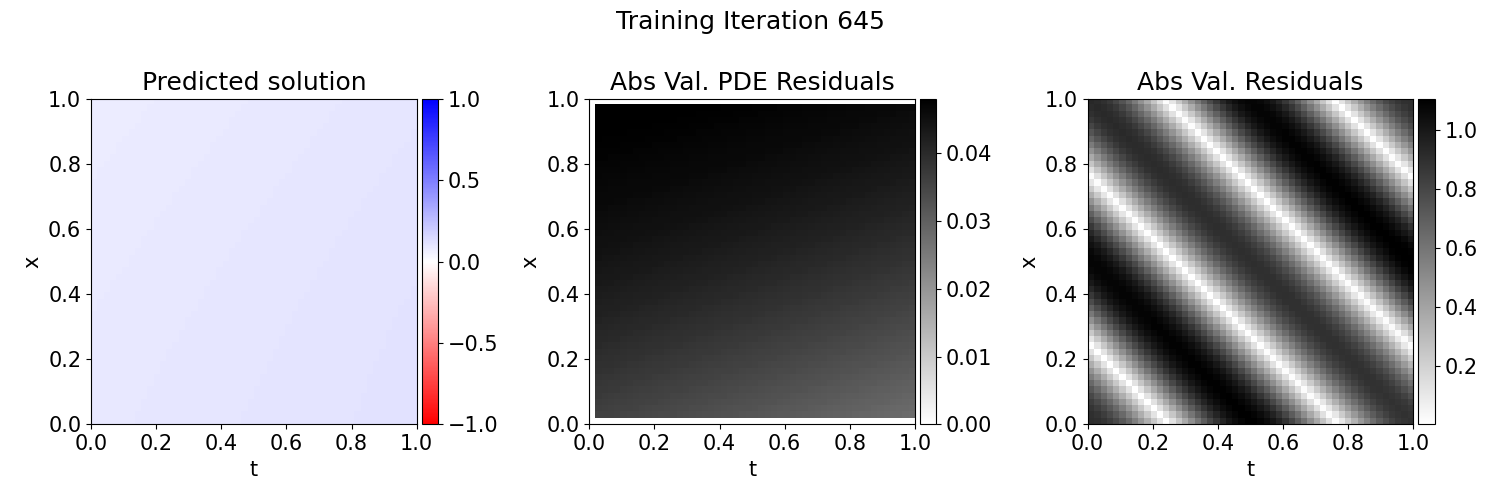 Training Iteration 645
Predicted solution
1.0
0.8
0.6
0.4
0.2
0.0
x
0.0 0.2 0.4 0.6 0.8 1.0
t
1.0
0.5
0.0
−0.5
−1.0
Abs Val. PDE Residuals
1.0
0.8
0.6
0.4
0.2
0.0
x
0.0 0.2 0.4 0.6 0.8 1.0
t
0.04
0.03
0.02
0.01
0.00
Abs Val. Residuals
1.0
0.8
0.6
0.4
0.2
0.0
x
0.0 0.2 0.4 0.6 0.8 1.0
t
1.0
0.8
0.6
0.4
0.2